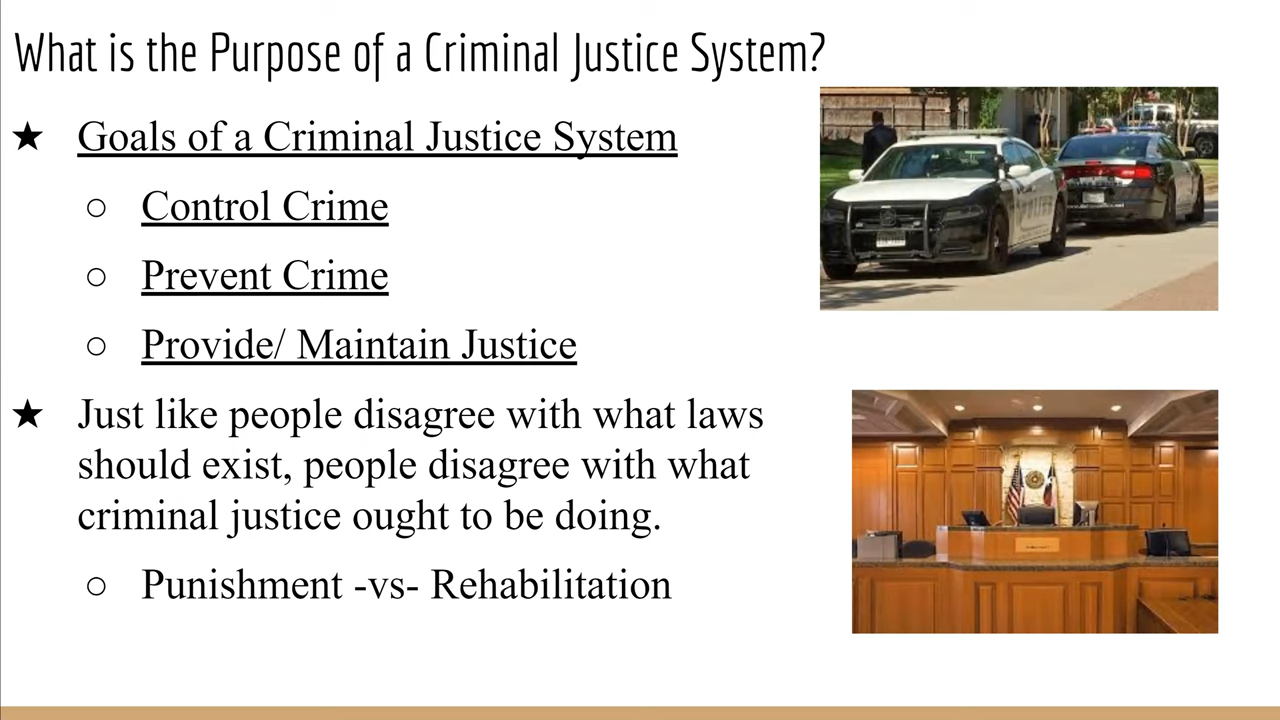 What is the Purpose of a Criminal Justice System?
★ Goals of a Criminal Justice System
○ Control Crime
○ Prevent Crime
○ Provide/ Maintain Justice
★ Just like people disagree with what laws
should exist, people disagree with what
criminal justice ought to be doing.
○ Punishment -vs- Rehabilitation